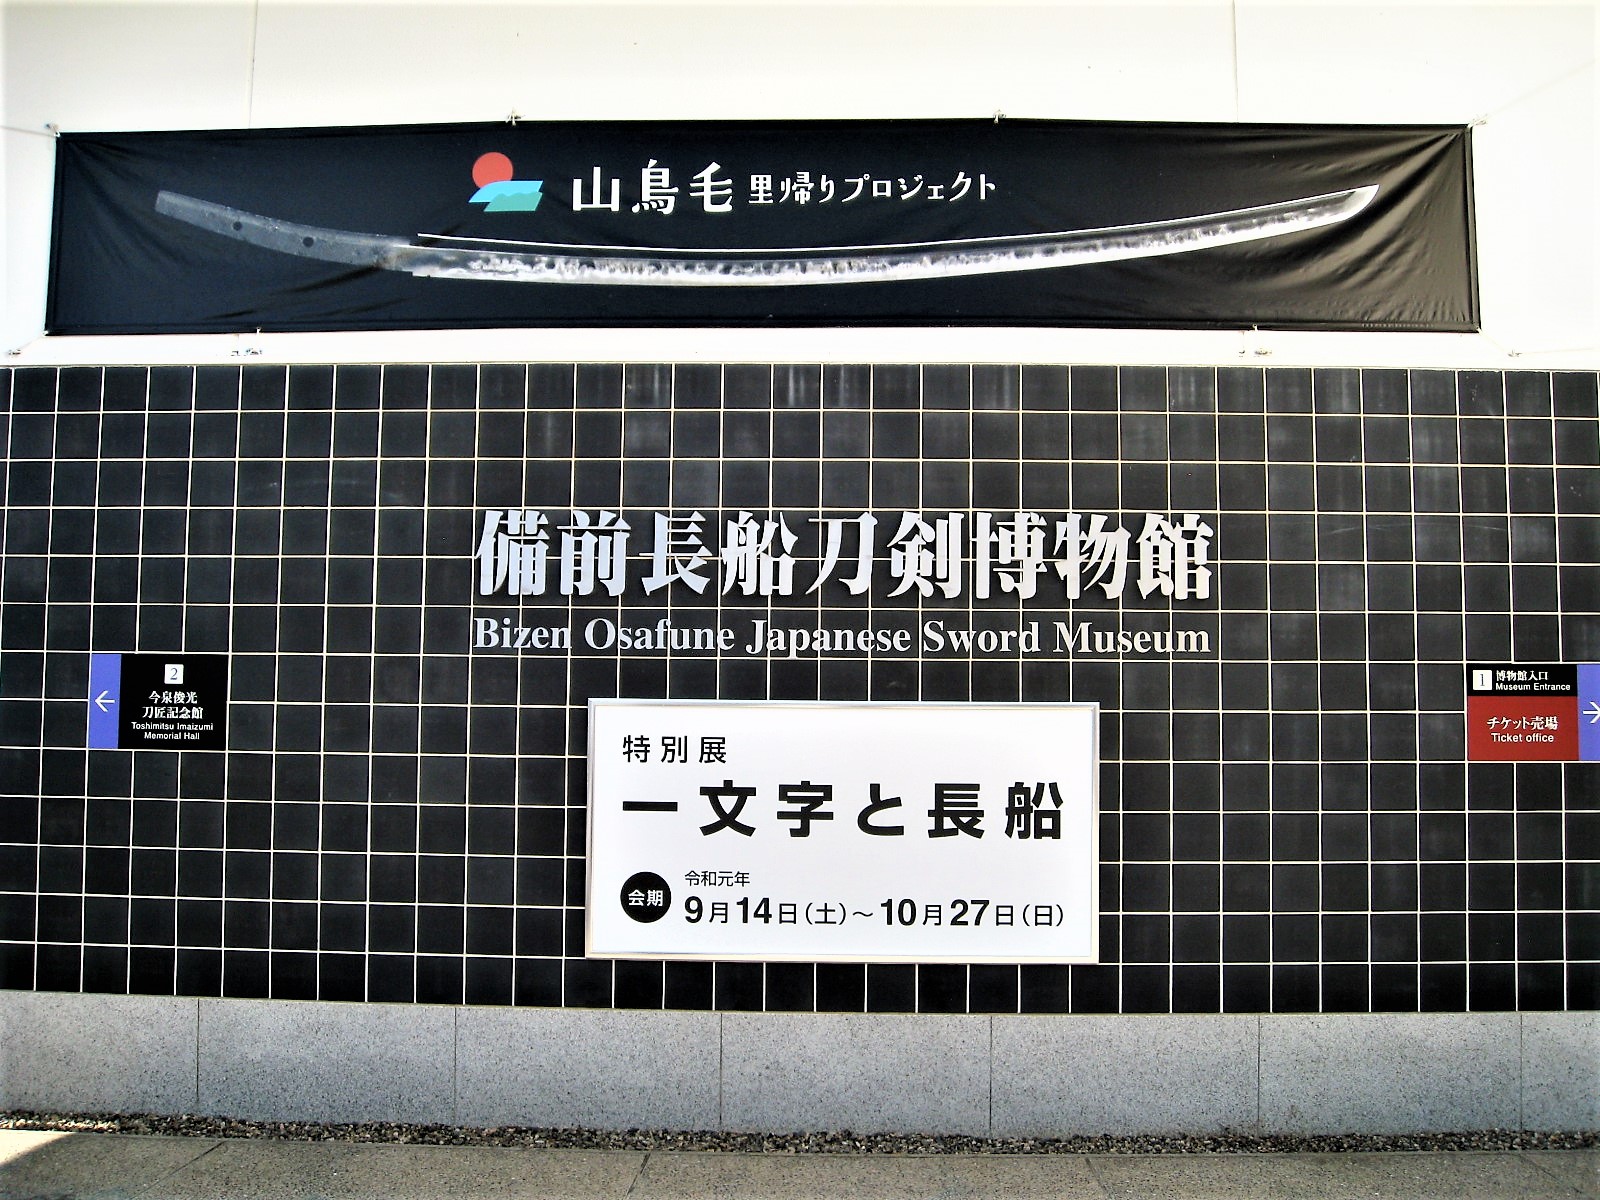 山鳥毛 里帰りプロジェクト
備前長船刀剣博物館
Bizen Osafune Japanese Sword Museum
2
今泉俊光
刀匠記念館
Toshimitsu Imaizumi
Memorial Hall
1 博物館入口
Museum Entrance
チケット売場
Ticket office
特別展
一文字と長船
会期
令和元年
9月14日(土)~10月27日(日)